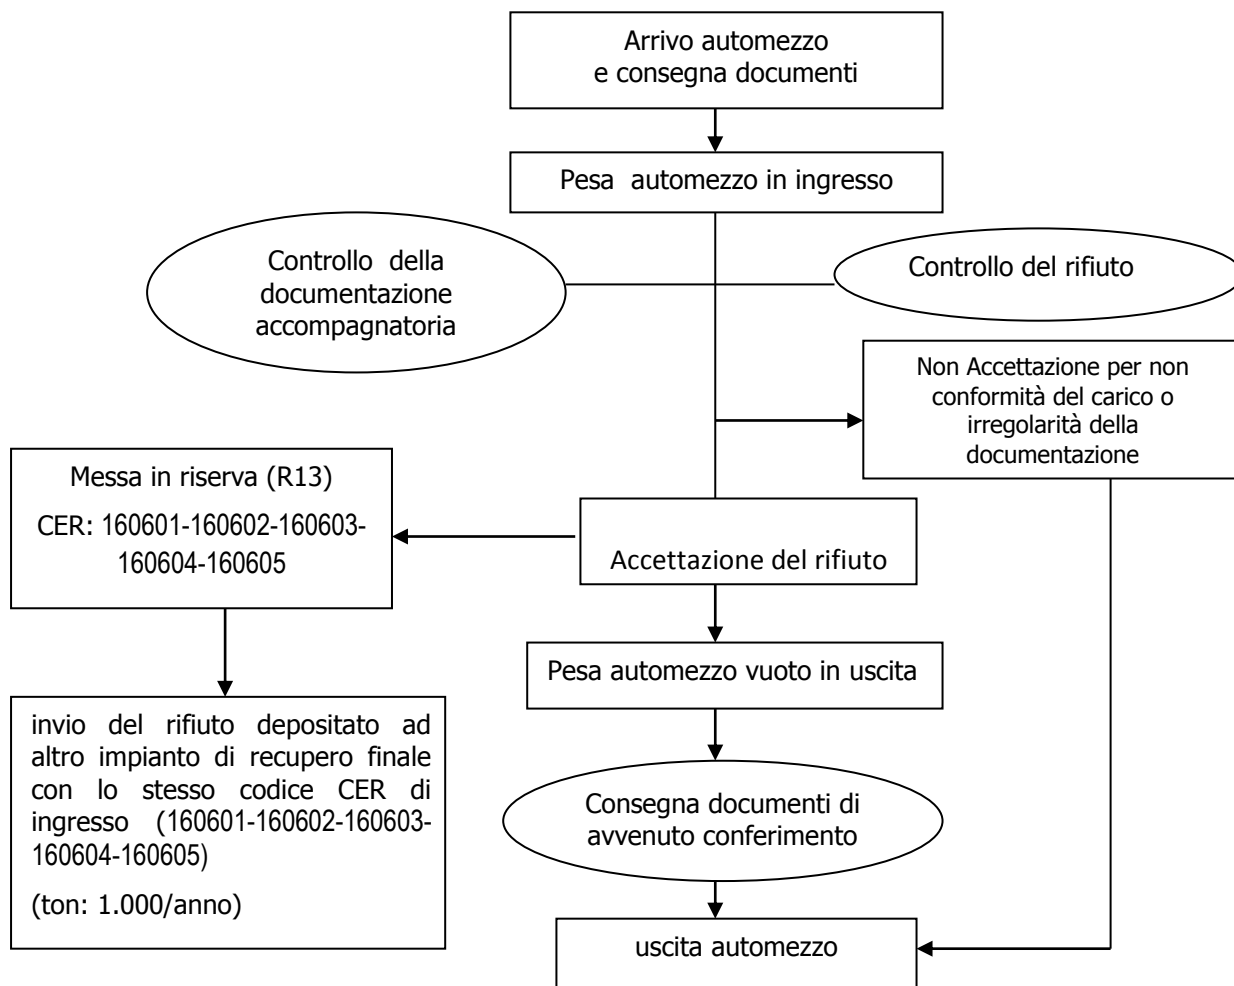 Arrivo automezzo
e consegna documenti
Pesa automezzo in ingresso
Controllo della
documentazione
accompagnatoria
Controllo del rifiuto
Non Accettazione per non
conformità del carico o
irregolarità della
documentazione
Messa in riserva (R13)
CER: 160601-160602-160603-
160604-160605
Accettazione del rifiuto
Pesa automezzo vuoto in uscita
invio del rifiuto depositato ad
altro impianto di recupero finale
con lo stesso codice CER di
ingresso (160601-160602-160603-
160604-160605)
(ton: 1.000/anno)
Consegna documenti di
avvenuto conferimento
uscita automezzo